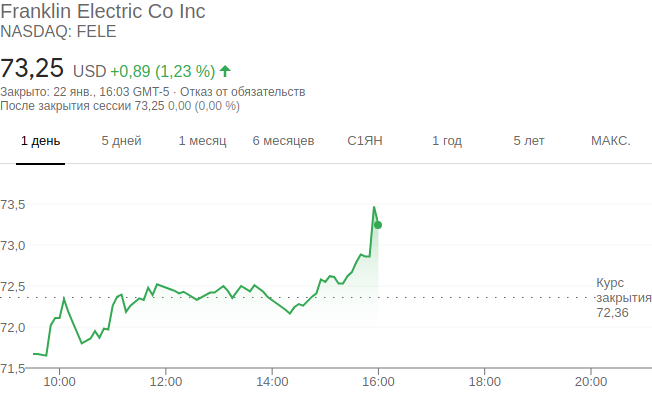 Franklin Electric Co Inc
NASDAQ: FELE
73,25 USD +0,89 (1,23 %)
Закрыто: 22 янв., 16:03 GMT-5 · Отказ от обязательств
После закрытия сессии 73,25 0,00 (0,00 %)
1 день 5 дней 1 месяц 6 месяцев С1ЯН 1 год 5 лет МАКС.
73,5
73,0
72,5
72,0
71,5
Курс
закрытия
72,36
10:00 12:00 14:00 16:00 18:00 20:00